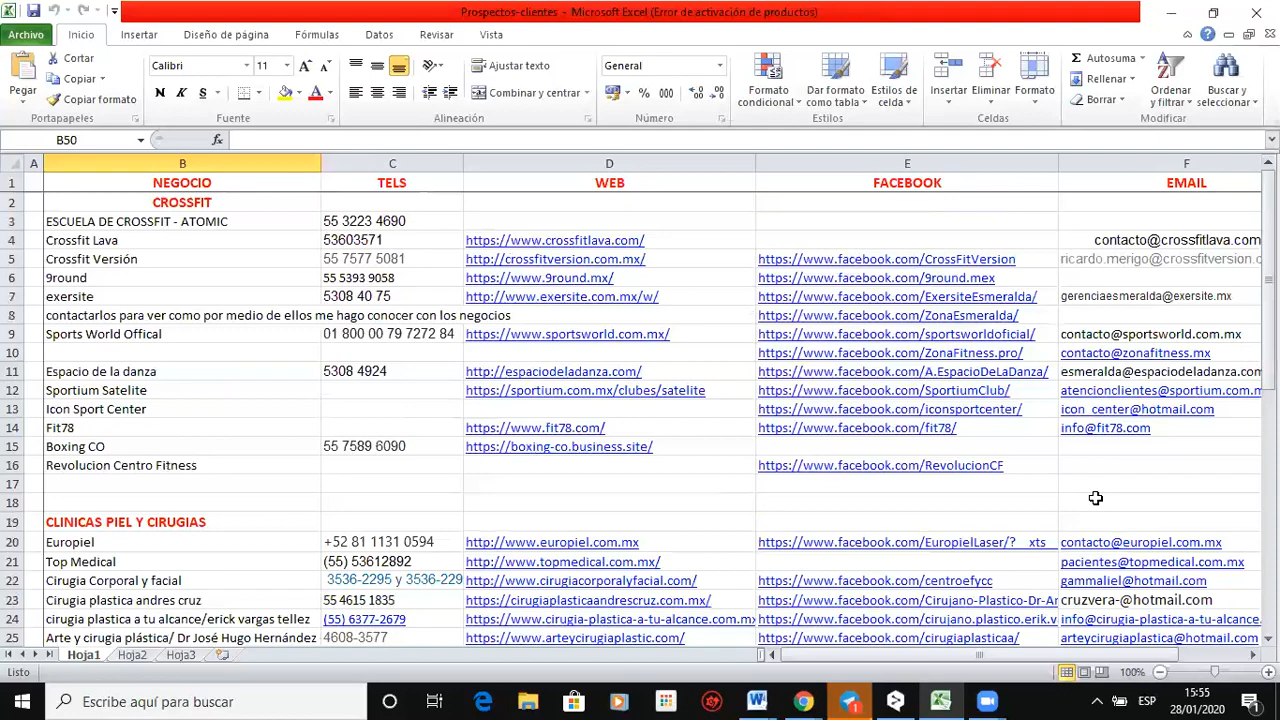 Prospectos-clientes - Microsoft Excel (Error de activación de productos)
Archivo Inicio Insertar Diseño de página Fórmulas Datos Revisar Vista
Pegar Cortar Copiar Copiar formato Portapapeles
Calibri 11 N K S Fuente
Ajustar texto Combinar y centrar Alineación
General % 000 Número
Formato condicional Dar formato como tabla Estilos de celda Estilos
Insertar Eliminar Formato Celdas
Autosuma Rellenar Borrar Ordenar y filtrar Buscar y seleccionar Modificar
B50 fx
A B C D E F
1 NEGOCIO TELS WEB FACEBOOK EMAIL
2 CROSSFIT
3 ESCUELA DE CROSSFIT - ATOMIC 55 3223 4690
4 Crossfit Lava 53603571 https://www.crossfitlava.com/ contacto@crossfitlava.com
5 Crossfit Versión 55 7577 5081 http://crossfitversion.com.mx/ https://www.facebook.com/CrossFitVersion ricardo.merigo@crossfitversion.c
6 9round 55 5393 9058 https://www.9round.mx/ https://www.facebook.com/9round.mex
7 exersite 5308 40 75 http://www.exersite.com.mx/w/ https://www.facebook.com/ExersiteEsmeralda/ gerenciaesmeralda@exersite.mx
8 contactarlos para ver como por medio de ellos me hago conocer con los negocios https://www.facebook.com/ZonaEsmeralda/
9 Sports World Offical 01 800 00 79 7272 84 https://www.sportsworld.com.mx/ https://www.facebook.com/sportsworldoficial/ contacto@sportsworld.com.mx
10 https://www.facebook.com/ZonaFitness.pro/ contacto@zonafitness.mx
11 Espacio de la danza 5308 4924 http://espaciodeladanza.com/ https://www.facebook.com/A.EspacioDeLaDanza/ esmeralda@espaciodeladanza.com
12 Sportium Satelite https://sportium.com.mx/clubes/satelite https://www.facebook.com/SportiumClub/ atencionclientes@sportium.com.m
13 Icon Sport Center https://www.facebook.com/iconsportcenter/ icon_center@hotmail.com
14 Fit78 https://www.fit78.com/ https://www.facebook.com/fit78/ info@fit78.com
15 Boxing CO 55 7589 6090 https://boxing-co.business.site/
16 Revolucion Centro Fitness https://www.facebook.com/RevolucionCF
17
18
19 CLINICAS PIEL Y CIRUGIAS
20 Europiel +52 81 1131 0594 http://www.europiel.com.mx https://www.facebook.com/EuropielLaser/?__xts contacto@europiel.com.mx
21 Top Medical (55) 53612892 http://www.topmedical.com.mx/ pacientes@topmedical.com.mx
22 Cirugia Corporal y facial 3536-2295 y 3536-229 http://www.cirugiacorporalyfacial.com/ https://www.facebook.com/centroefycc gammaliel@hotmail.com
23 Cirugia plastica andres cruz 55 4615 1835 https://cirugiaplasticaandrescruz.com.mx/ https://www.facebook.com/Cirujano-Plastico-Dr-Ar cruzvera-@hotmail.com
24 cirugia plastica a tu alcance/erick vargas tellez (55) 6377-2679 https://www.cirugia-plastica-a-tu-alcance.com.mx https://www.facebook.com/cirujano.plastico.erik.v info@cirugia-plastica-a-tu-alcance.
25 Arte y cirugia plástica/ Dr José Hugo Hernández 4608-3577 https://www.arteycirugiaplastic.com/ https://www.facebook.com/cirugiaplasticaa/ arteycirugiaplastica@hotmail.com
Hoja1 Hoja2 Hoja3
Listo 100%
Escribe aquí para buscar ESP 15:55
28/01/2020